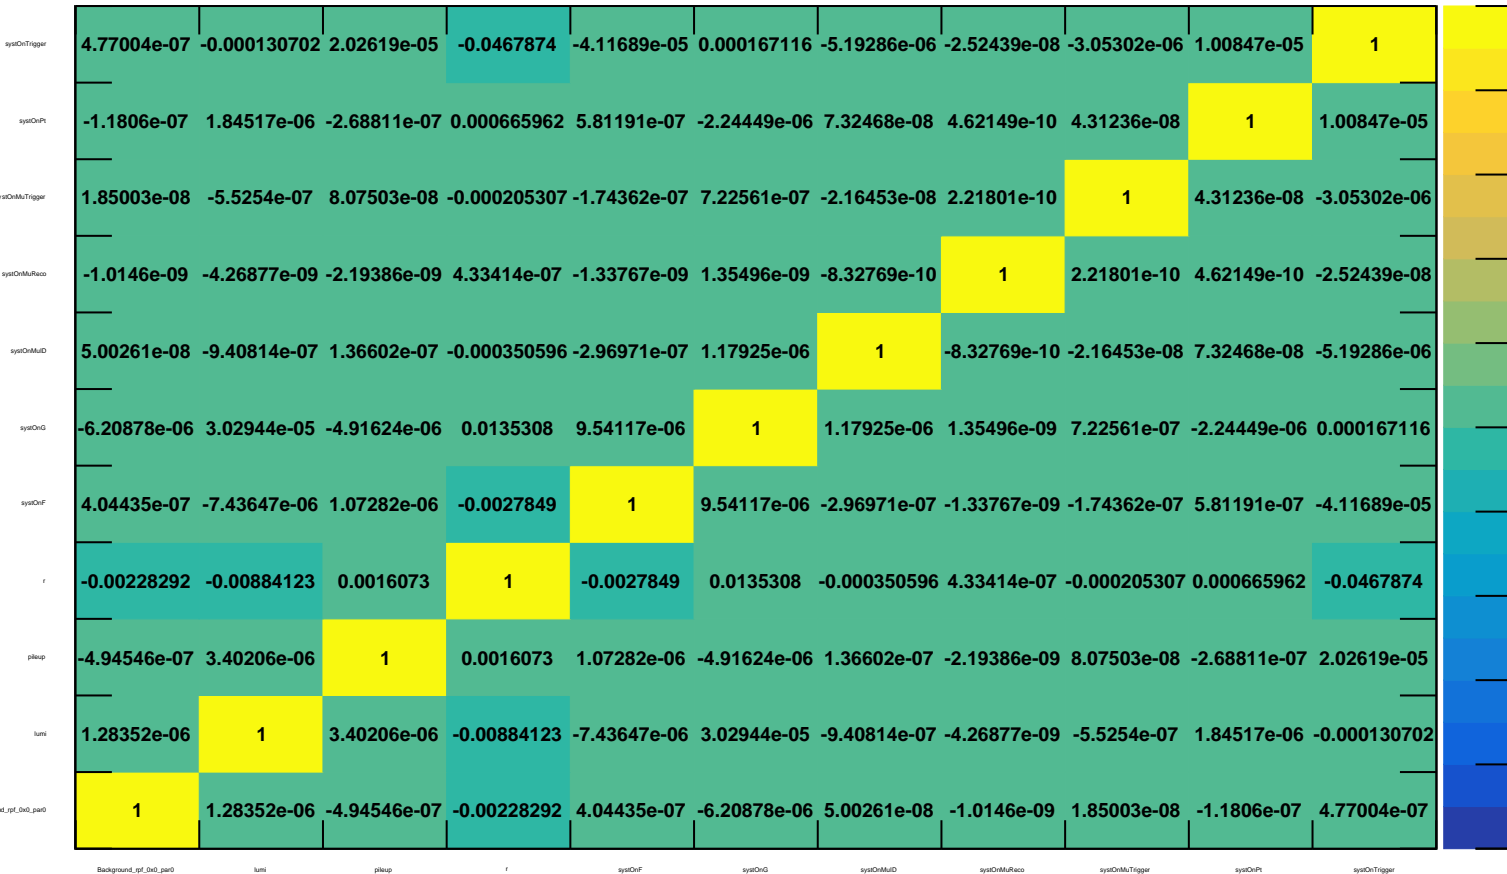 systOnTrigger 4.77004e-07 -0.000130702 2.02619e-05 -0.0467874 -4.11689e-05 0.000167116 -5.19286e-06 -2.52439e-08 -3.05302e-06 1.00847e-05 1
systOnPt -1.1806e-07 1.84517e-06 -2.68811e-07 0.000665962 5.81191e-07 -2.24449e-06 7.32468e-08 4.62149e-10 4.31236e-08 1 1.00847e-05
stOnMuTrigger 1.85003e-08 -5.5254e-07 8.07503e-08 -0.000205307 -1.74362e-07 7.22561e-07 -2.16453e-08 2.21801e-10 1 4.31236e-08 -3.05302e-06
systOnMuReco -1.0146e-09 -4.26877e-09 -2.19386e-09 4.33414e-07 -1.33767e-09 1.35496e-09 -8.32769e-10 1 2.21801e-10 4.62149e-10 -2.52439e-08
systOnMuID 5.00261e-08 -9.40814e-07 1.36602e-07 -0.000350596 -2.96971e-07 1.17925e-06 1 -8.32769e-10 -2.16453e-08 7.32468e-08 -5.19286e-06
systOnG -6.20878e-06 3.02944e-05 -4.91624e-06 0.0135308 9.54117e-06 1 1.17925e-06 1.35496e-09 7.22561e-07 -2.24449e-06 0.000167116
systOnF 4.04435e-07 -7.43647e-06 1.07282e-06 -0.0027849 1 9.54117e-06 -2.96971e-07 -1.33767e-09 -1.74362e-07 5.81191e-07 -4.11689e-05
r -0.00228292 -0.00884123 0.0016073 1 -0.0027849 0.0135308 -0.000350596 4.33414e-07 -0.000205307 0.000665962 -0.0467874
pileup -4.94546e-07 3.40206e-06 1 0.0016073 1.07282e-06 -4.91624e-06 1.36602e-07 -2.19386e-09 8.07503e-08 -2.68811e-07 2.02619e-05
lumi 1.28352e-06 1 3.40206e-06 -0.00884123 -7.43647e-06 3.02944e-05 -9.40814e-07 -4.26877e-09 -5.5254e-07 1.84517e-06 -0.000130702
d_rpf_0x0_par0 1 1.28352e-06 -4.94546e-07 -0.00228292 4.04435e-07 -6.20878e-06 5.00261e-08 -1.0146e-09 1.85003e-08 -1.1806e-07 4.77004e-07
Background_rpf_0x0_par0 lumi pileup r systOnF systOnG systOnMuID systOnMuReco systOnMuTrigger systOnPt systOnTrigger